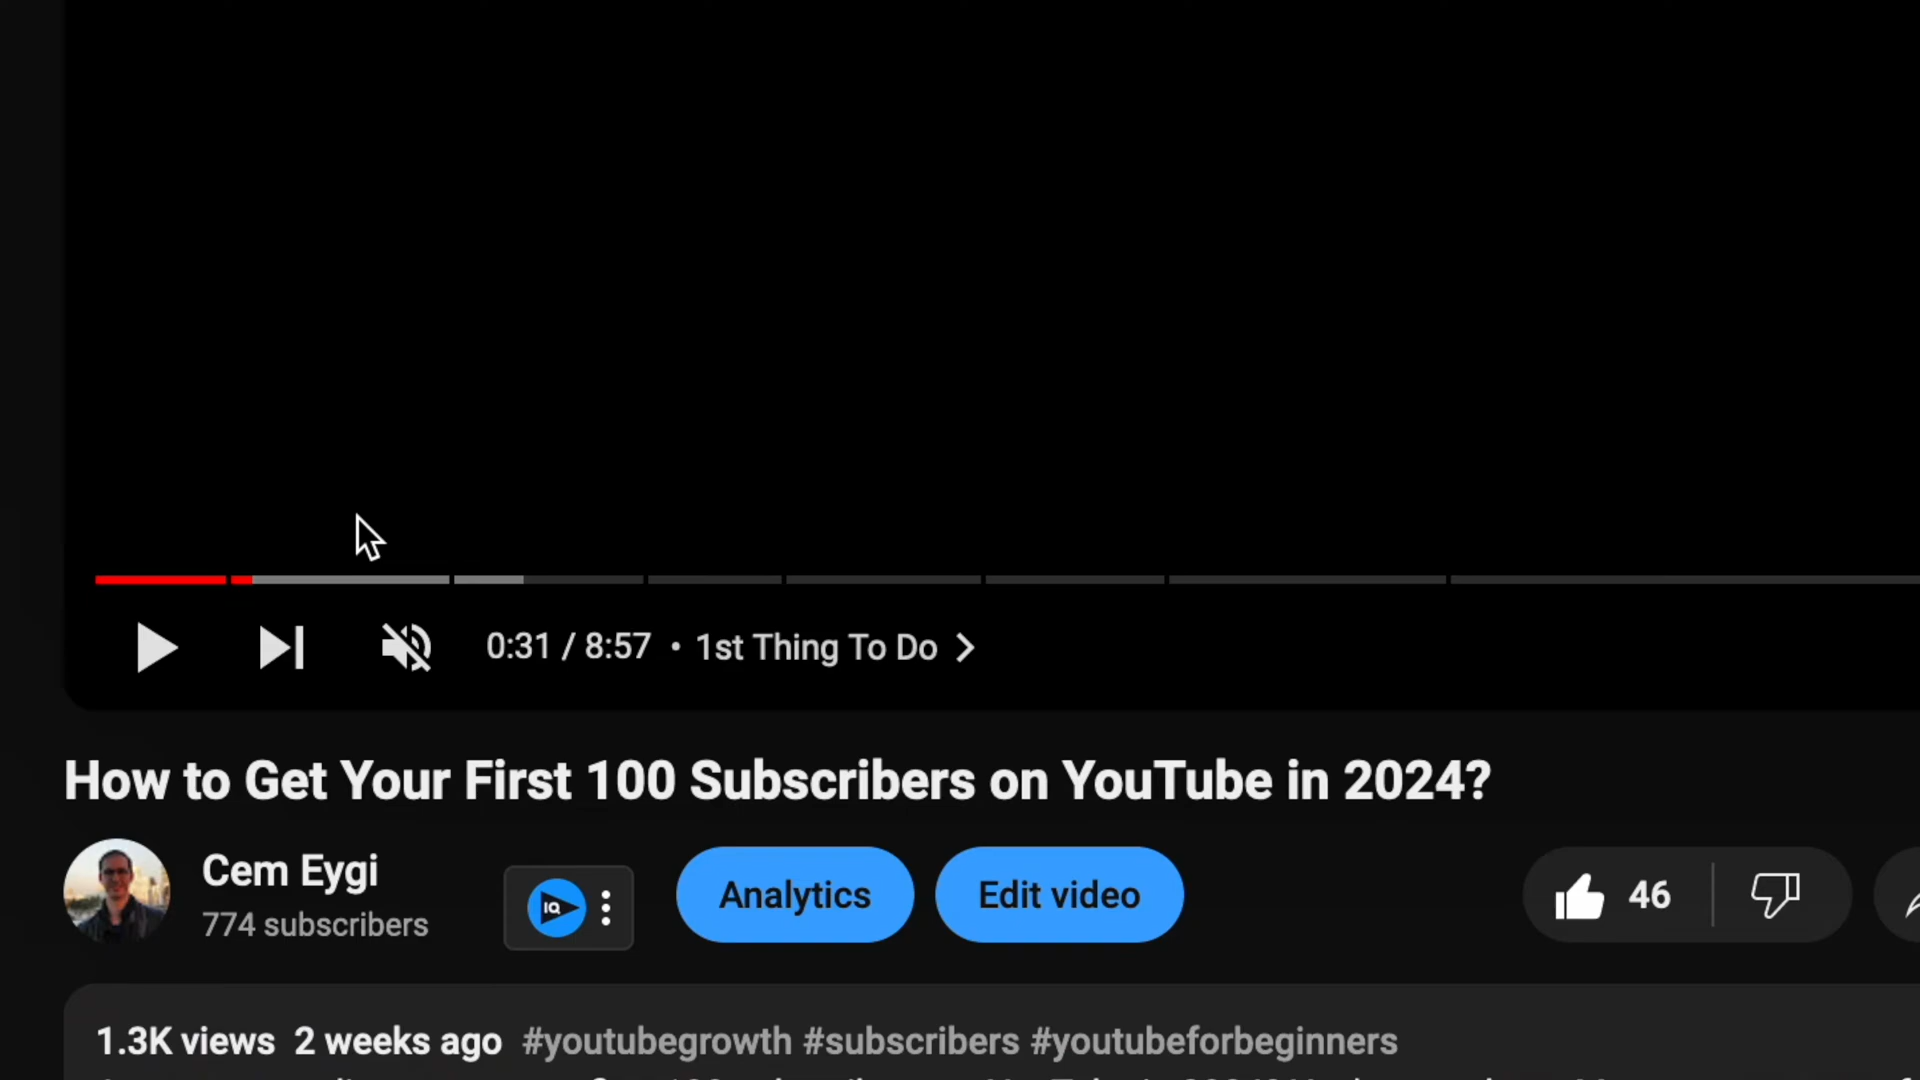 0:31 / 8:57 • 1st Thing To Do
How to Get Your First 100 Subscribers on YouTube in 2024?
Cem Eygi
774 subscribers
IQ
Analytics
Edit video
46
1.3K views 2 weeks ago #youtubegrowth #subscribers #youtubeforbeginners